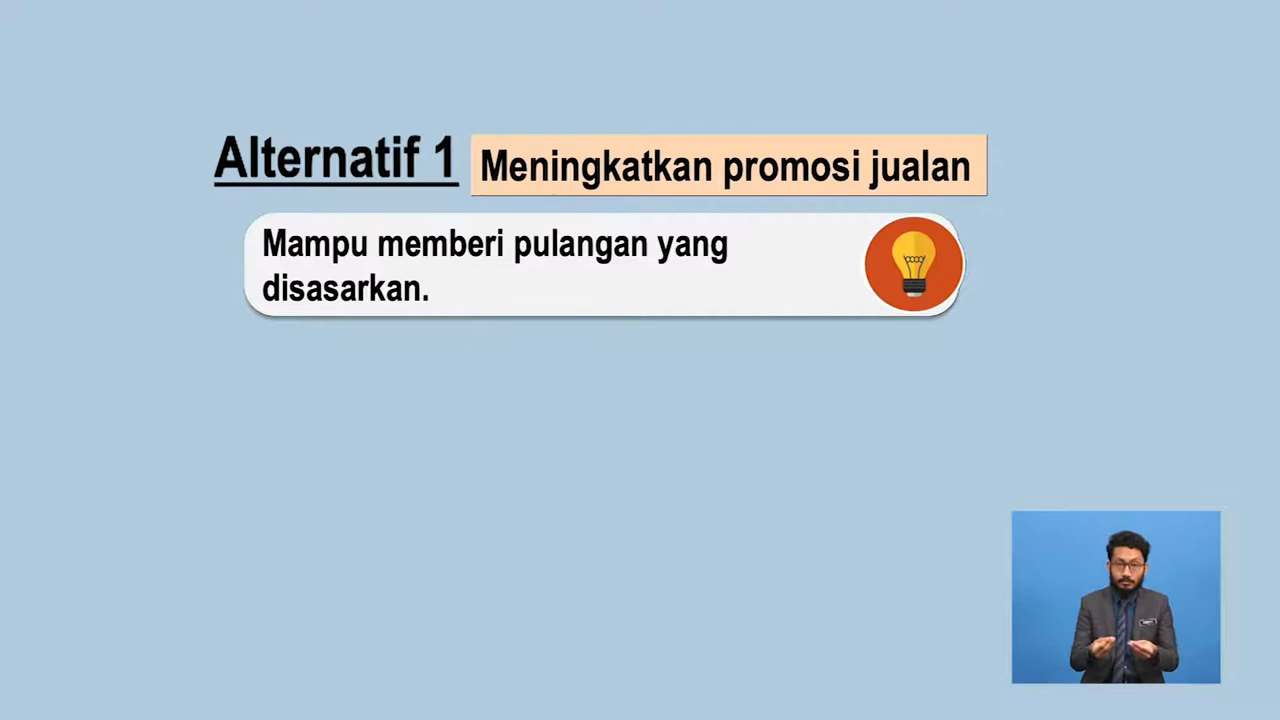 Alternatif 1 Meningkatkan promosi jualan
Mampu memberi pulangan yang
disasarkan.